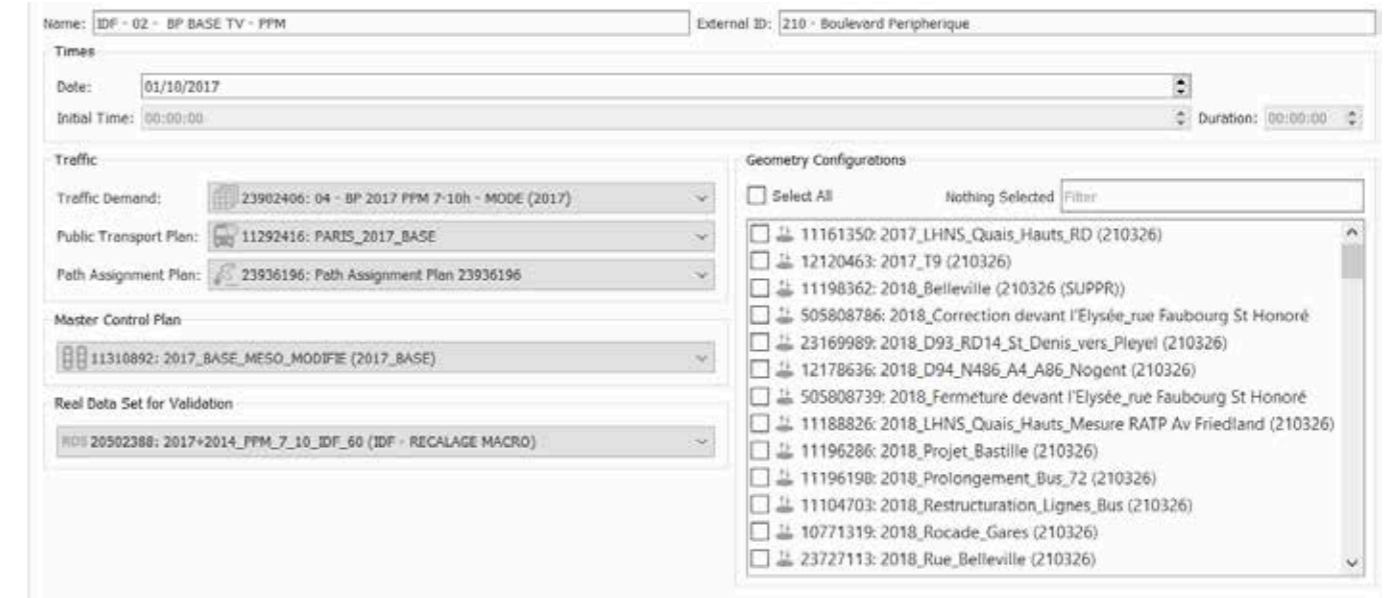 Name: IDF - 02 - BP BASE TV - PPM External ID: 210 - Boulevard Peripherique
Times
Date: 01/10/2017
Initial Time: 00:00:00 Duration: 00:00:00
Traffic
Traffic Demand: 23902406: 04 - BP 2017 PPM 7-10h - MODE (2017)
Public Transport Plan: 11292416: PARIS_2017_BASE
Path Assignment Plan: 23936196: Path Assignment Plan 23936196
Master Control Plan
11310892: 2017_BASE_MESO_MODIFIE (2017_BASE)
Real Data Set for Validation
RDS 20502388: 2017+2014_PPM_7_10_IDF_60 (IDF - RECALAGE MACRO)
Geometry Configurations
Select All Nothing Selected Filter
11161350: 2017_LHNS_Quais_Hauts_RD (210326)
12120463: 2017_T9 (210326)
11198362: 2018_Belleville (210326 (SUPPR))
505808786: 2018_Correction devant l'Elysée_rue Faubourg St Honoré
23169989: 2018_D93_RD14_St_Denis_vers_Pleyel (210326)
12178636: 2018_D94_N486_A4_A86_Nogent (210326)
505808739: 2018_Fermeture devant l'Elysée_rue Faubourg St Honoré
11188826: 2018_LHNS_Quais_Hauts_Mesure RATP Av Friedland (210326)
11196286: 2018_Projet_Bastille (210326)
11196198: 2018_Prolongement_Bus_72 (210326)
11104703: 2018_Restructuration_Lignes_Bus (210326)
10771319: 2018_Rocade_Gares (210326)
23727113: 2018_Rue_Belleville (210326)